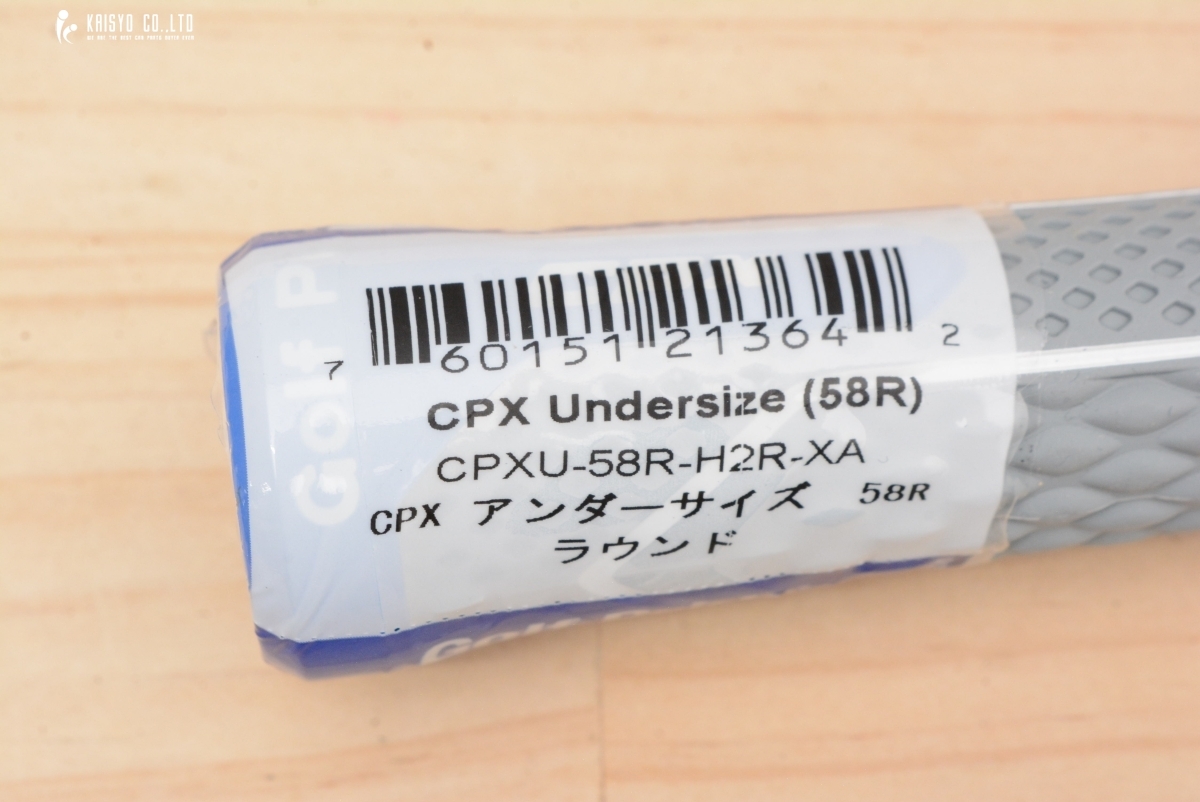 KAISYO CO.,LTD
Golf P
7 60151 21364 2
CPX Undersize (58R)
CPXU-58R-H2R-XA
CPX アンダーサイズ 58R
ラウンド